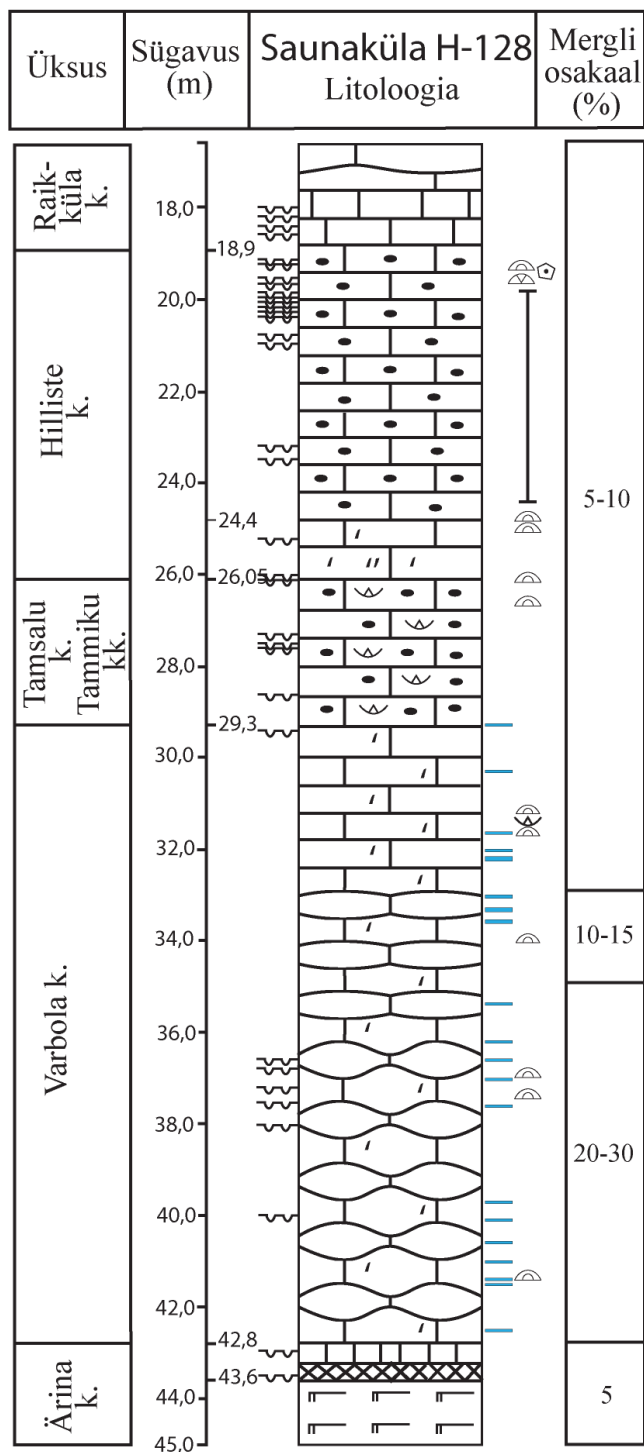 Üksus
Sügavus
(m)
Saunaküla H-128
Litoloogia
Mergli
osakaal
(%)
Raik-
küla
k.
Hilliste
k.
Tamsalu
k.
Tammiku
kk.
Varbola k.
Ärina
k.
18,0
18,9
20,0
22,0
24,0
24,4
26,0
26,05
28,0
29,3
30,0
32,0
34,0
36,0
38,0
40,0
42,0
42,8
43,6
44,0
45,0
5-10
10-15
20-30
5